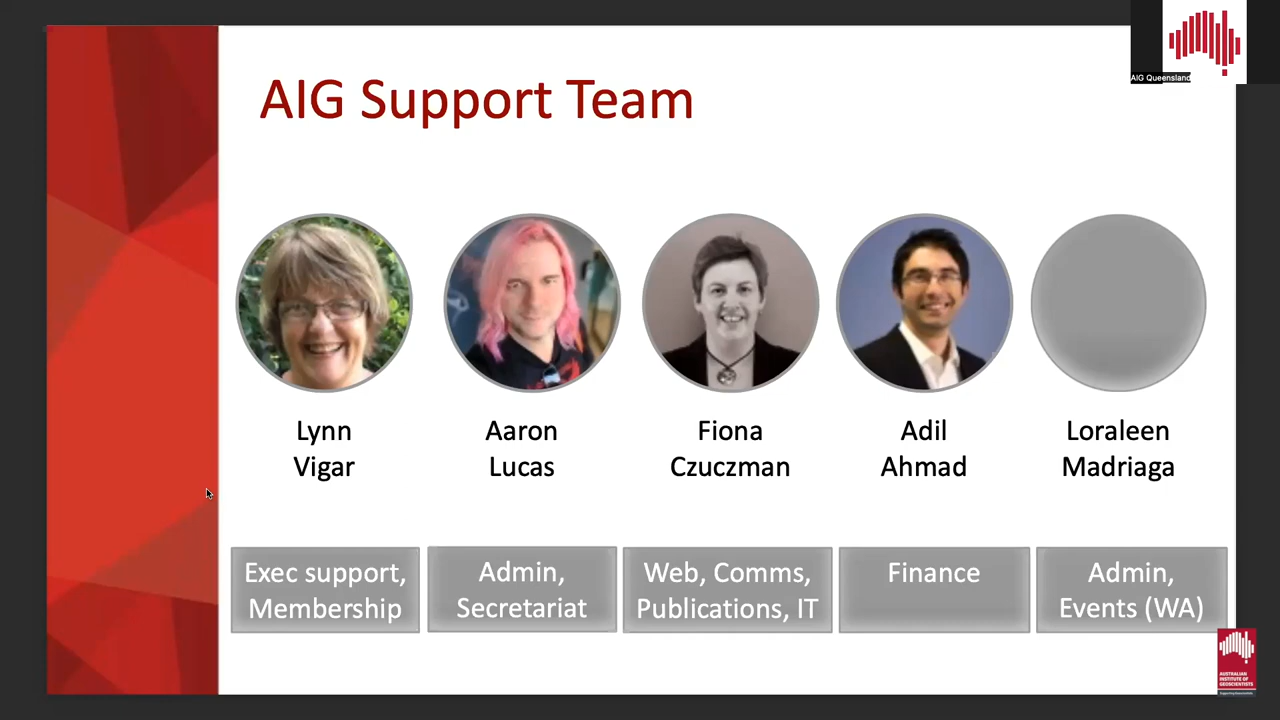 AIG Queensland
AIG Support Team
Lynn
Vigar
Aaron
Lucas
Fiona
Czuczman
Adil
Ahmad
Loraleen
Madriaga
Exec support,
Membership
Admin,
Secretariat
Web, Comms,
Publications, IT
Finance
Admin,
Events (WA)
AUSTRALIAN
INSTITUTE OF
GEOSCIENTISTS